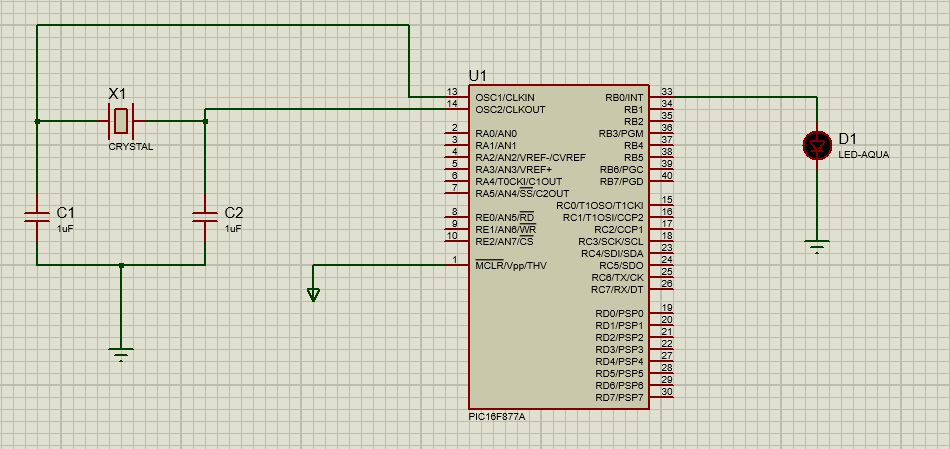 X1
CRYSTAL
C1
1uF
C2
1uF
U1
13 OSC1/CLKIN
14 OSC2/CLKOUT
2 RA0/AN0
3 RA1/AN1
4 RA2/AN2/VREF-/CVREF
5 RA3/AN3/VREF+
6 RA4/T0CKI/C1OUT
7 RA5/AN4/SS/C2OUT
8 RE0/AN5/RD
9 RE1/AN6/WR
10 RE2/AN7/CS
1 MCLR/Vpp/THV
RB0/INT 33
RB1 34
RB2 35
RB3/PGM 36
RB4 37
RB5 38
RB6/PGC 39
RB7/PGD 40
RC0/T1OSO/T1CKI 15
RC1/T1OSI/CCP2 16
RC2/CCP1 17
RC3/SCK/SCL 18
RC4/SDI/SDA 23
RC5/SDO 24
RC6/TX/CK 25
RC7/RX/DT 26
RD0/PSP0 19
RD1/PSP1 20
RD2/PSP2 21
RD3/PSP3 22
RD4/PSP4 27
RD5/PSP5 28
RD6/PSP6 29
RD7/PSP7 30
PIC16F877A
D1
LED-AQUA